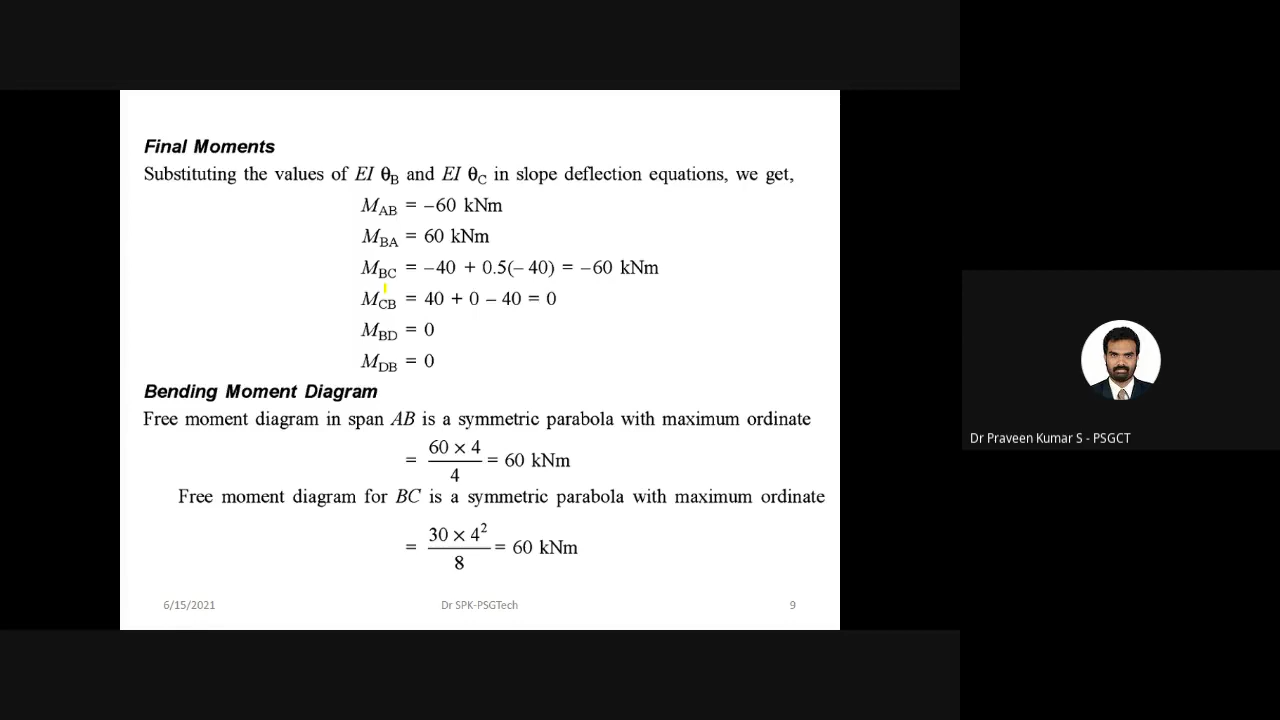 Final Moments
Substituting the values of EI θB and EI θC in slope deflection equations, we get,
MAB = –60 kNm
MBA = 60 kNm
MBC = –40 + 0.5(– 40) = –60 kNm
MCB = 40 + 0 – 40 = 0
MBD = 0
MDB = 0
Bending Moment Diagram
Free moment diagram in span AB is a symmetric parabola with maximum ordinate
= 60 × 4 / 4 = 60 kNm
Free moment diagram for BC is a symmetric parabola with maximum ordinate
= 30 × 4² / 8 = 60 kNm
6/15/2021 Dr SPK-PSGTech 9
Dr Praveen Kumar S - PSGCT